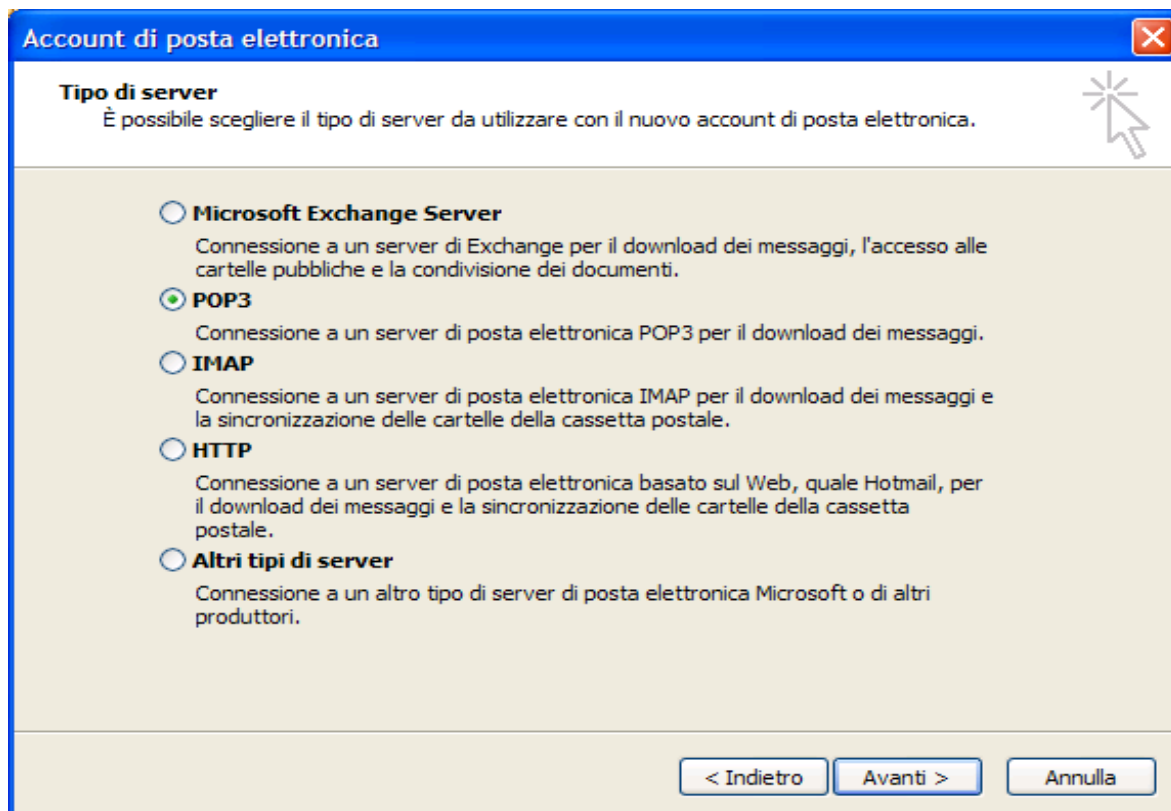 Account di posta elettronica
Tipo di server
È possibile scegliere il tipo di server da utilizzare con il nuovo account di posta elettronica.
Microsoft Exchange Server
Connessione a un server di Exchange per il download dei messaggi, l'accesso alle
cartelle pubbliche e la condivisione dei documenti.
POP3
Connessione a un server di posta elettronica POP3 per il download dei messaggi.
IMAP
Connessione a un server di posta elettronica IMAP per il download dei messaggi e
la sincronizzazione delle cartelle della cassetta postale.
HTTP
Connessione a un server di posta elettronica basato sul Web, quale Hotmail, per
il download dei messaggi e la sincronizzazione delle cartelle della cassetta
postale.
Altri tipi di server
Connessione a un altro tipo di server di posta elettronica Microsoft o di altri
produttori.
< Indietro Avanti > Annulla